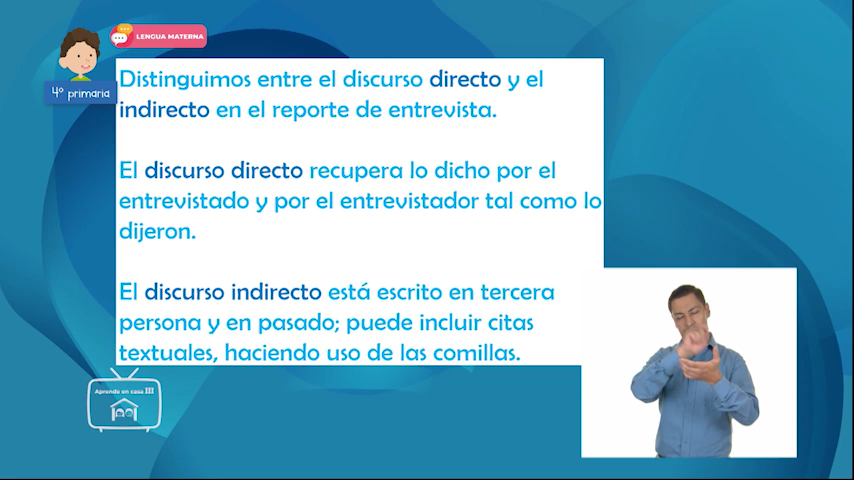 LENGUA MATERNA
4º primaria
Distinguimos entre el discurso directo y el
indirecto en el reporte de entrevista.
El discurso directo recupera lo dicho por el
entrevistado y por el entrevistador tal como lo
dijeron.
El discurso indirecto está escrito en tercera
persona y en pasado; puede incluir citas
textuales, haciendo uso de las comillas.
Aprende en casa III